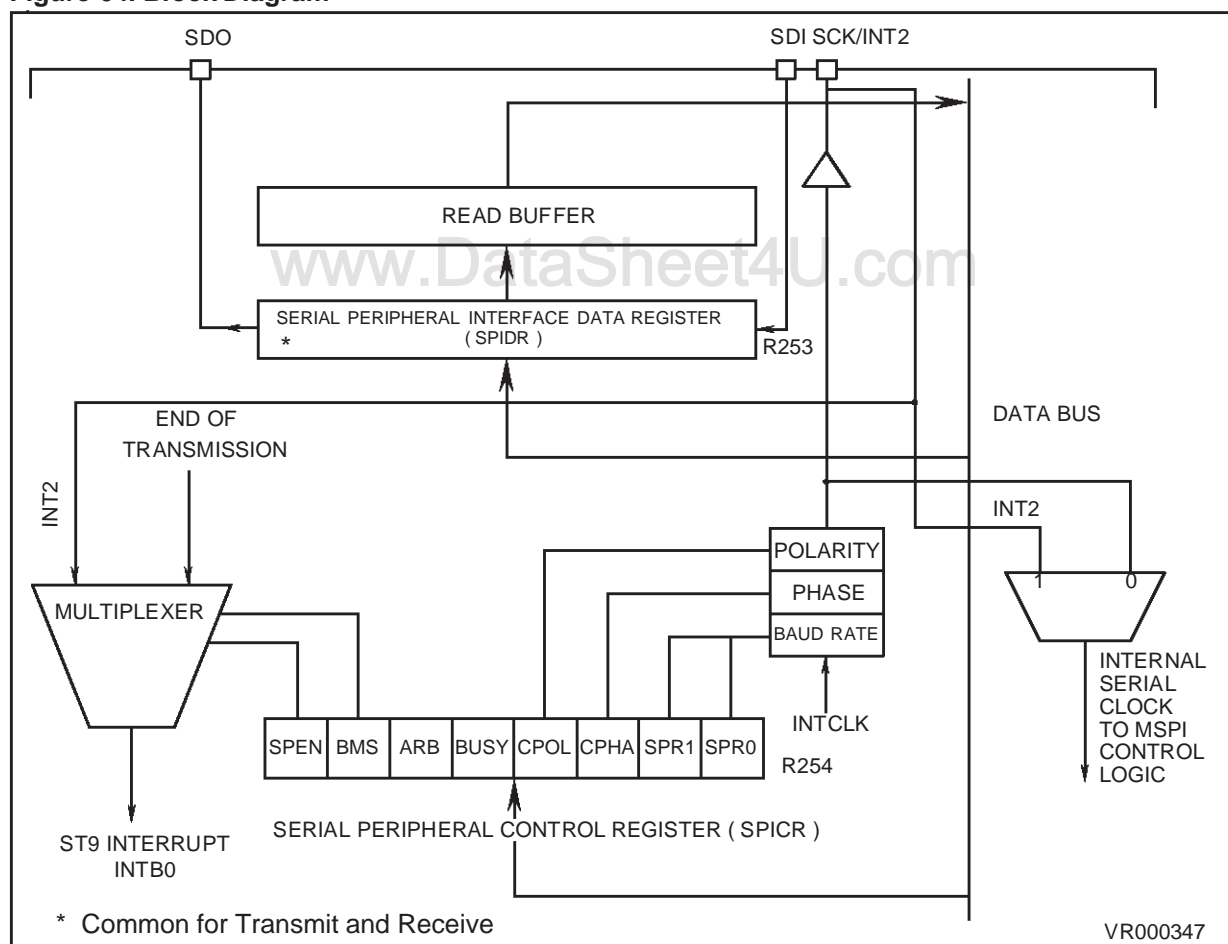 SDO
SDI SCK/INT2
READ BUFFER
www.DataSheet4U.com
SERIAL PERIPHERAL INTERFACE DATA REGISTER
( SPIDR )
*
R253
END OF
TRANSMISSION
DATA BUS
INT2
INT2
POLARITY
1 0
MULTIPLEXER
PHASE
BAUD RATE
INTERNAL
SERIAL
CLOCK
TO MSPI
CONTROL
LOGIC
INTCLK
SPEN BMS ARB BUSY CPOL CPHA SPR1 SPR0
R254
SERIAL PERIPHERAL CONTROL REGISTER ( SPICR )
ST9 INTERRUPT
INTB0
* Common for Transmit and Receive
VR000347